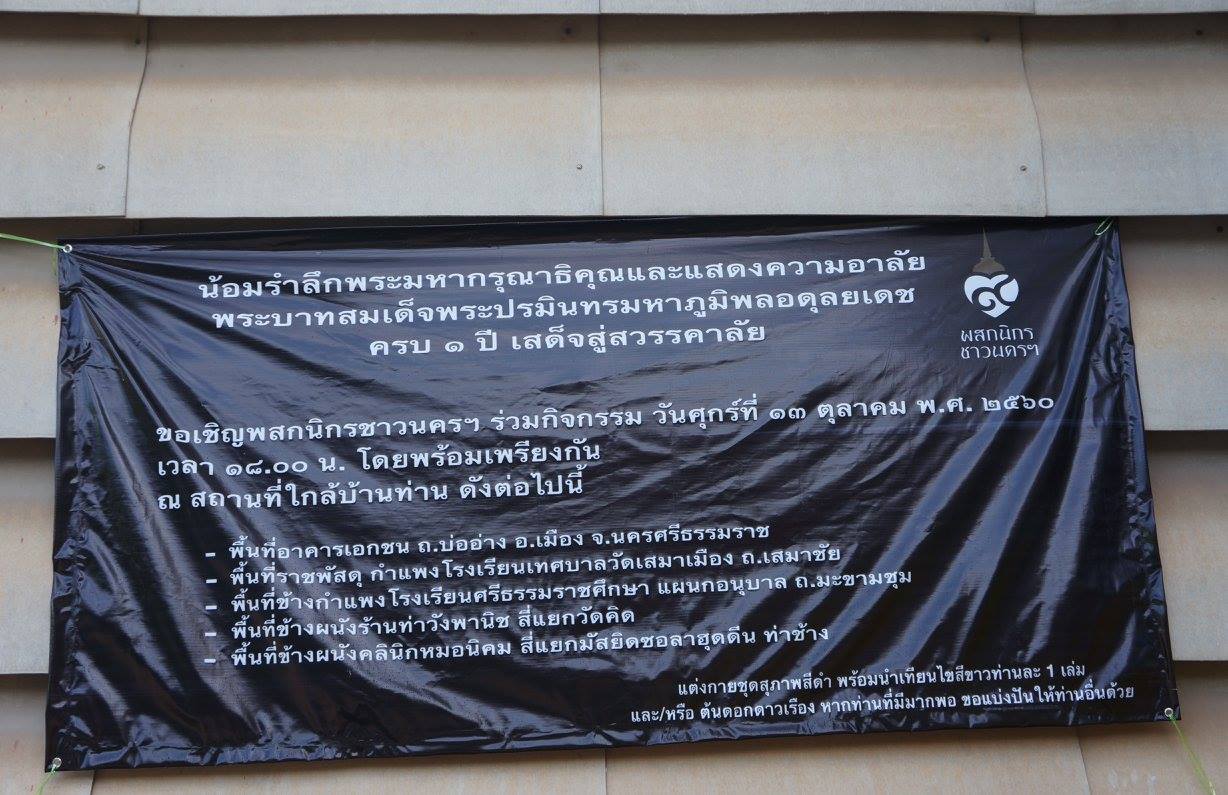 น้อมรำลึกพระมหากรุณาธิคุณและแสดงความอาลัย
พระบาทสมเด็จพระปรมินทรมหาภูมิพลอดุลยเดช
ครบ ๑ ปี เสด็จสู่สวรรคาลัย
๙
พสกนิกร
ชาวนครฯ
ขอเชิญพสกนิกรชาวนครฯ ร่วมกิจกรรม วันศุกร์ที่ ๑๓ ตุลาคม พ.ศ. ๒๕๖๐
เวลา ๑๘.๐๐ น. โดยพร้อมเพรียงกัน
ณ สถานที่ใกล้บ้านท่าน ดังต่อไปนี้
- พื้นที่อาคารเอกชน ถ.บ่ออ่าง อ.เมือง จ.นครศรีธรรมราช
- พื้นที่ราชพัสดุ กำแพงโรงเรียนเทศบาลวัดเสมาเมือง ถ.เสมาชัย
- พื้นที่ข้างกำแพงโรงเรียนศรีธรรมราชศึกษา แผนกอนุบาล ถ.มะขามชุม
- พื้นที่ข้างผนังร้านท่าวังพานิช สี่แยกวัดคิด
- พื้นที่ข้างผนังคลินิกหมอนิคม สี่แยกมัสยิดซอลาฮุดดีน ท่าช้าง
แต่งกายชุดสุภาพสีดำ พร้อมนำเทียนไขสีขาวท่านละ 1 เล่ม
และ/หรือ ต้นดอกดาวเรือง หากท่านที่มีมากพอ ขอแบ่งปันให้ท่านอื่นด้วย